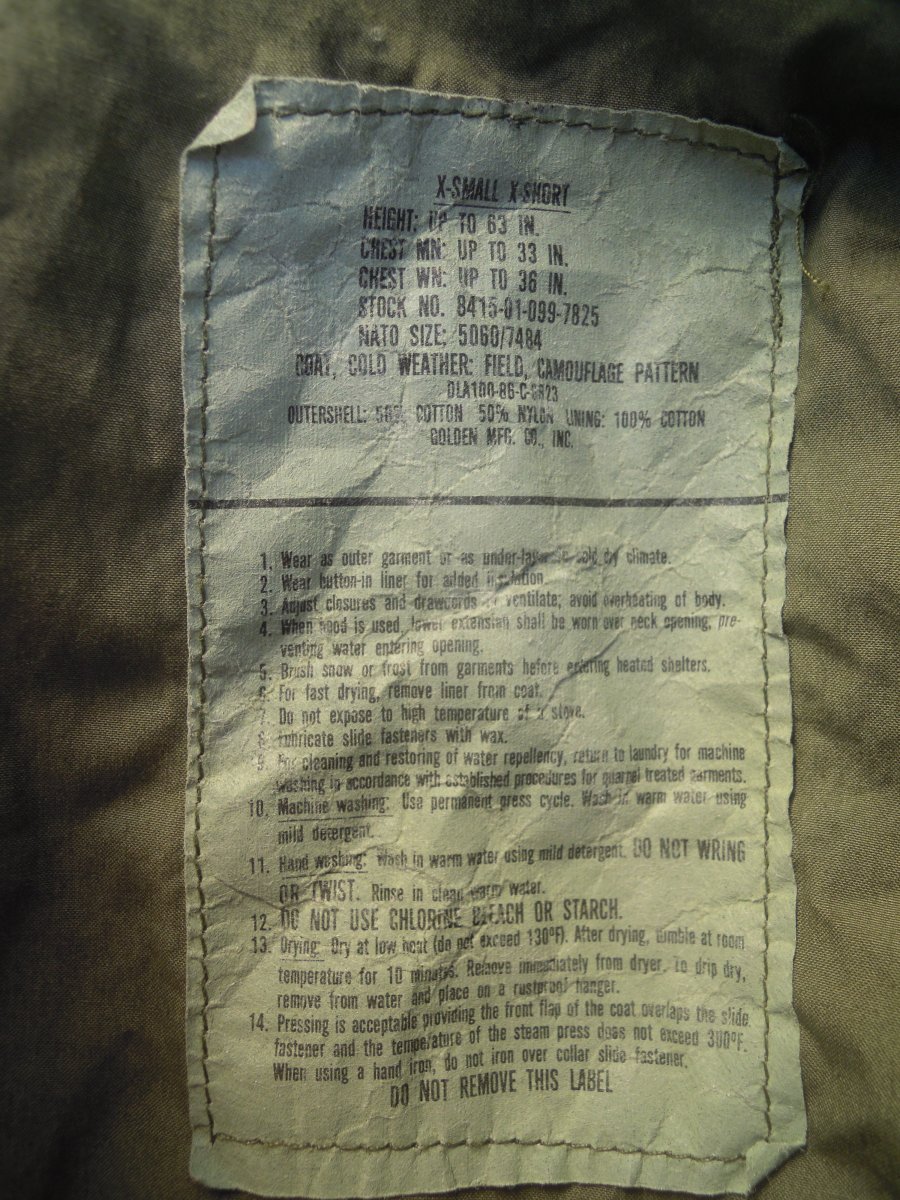 X-SMALL X-SHORT
HEIGHT: UP TO 63 IN.
CHEST MN: UP TO 33 IN.
CHEST WN: UP TO 36 IN.
STOCK NO. 8415-01-099-7825
NATO SIZE: 5060/7484
COAT, COLD WEATHER: FIELD, CAMOUFLAGE PATTERN
OUTERSHELL: 50% COTTON 50% NYLON LINING: 100% COTTON
GOLDEN MFG. CO., INC.
1. Wear as outer garment or as under-layer in cold dry climate.
2. Wear button-in liner for added insulation.
3. Adjust closures and drawcords to ventilate; avoid overheating of body.
4. When hood is used, lower extension shall be worn over neck opening, pre-
venting water entering opening.
5. Brush snow or frost from garments before entering heated shelters.
6. For fast drying, remove liner from coat.
7. Do not expose to high temperature of a stove.
8. Lubricate slide fasteners with wax.
9. For cleaning and restoring of water repellency, return to laundry for machine
washing in accordance with established procedures for quarpel treated garments.
10. Machine washing: Use permanent press cycle. Wash in warm water using
mild detergent.
11. Hand washing: Wash in warm water using mild detergent. DO NOT WRING
OR TWIST. Rinse in clean warm water.
12. DO NOT USE CHLORINE BLEACH OR STARCH.
13. Drying: Dry at low heat (do not exceed 130°F). After drying, tumble at room
temperature for 10 minutes. Remove immediately from dryer. To drip dry,
remove from water and place on a rustproof hanger.
14. Pressing is acceptable providing the front flap of the coat overlaps the slide
fastener and the temperature of the steam press does not exceed 300°F.
When using a hand iron, do not iron over collar slide fastener.
DO NOT REMOVE THIS LABEL